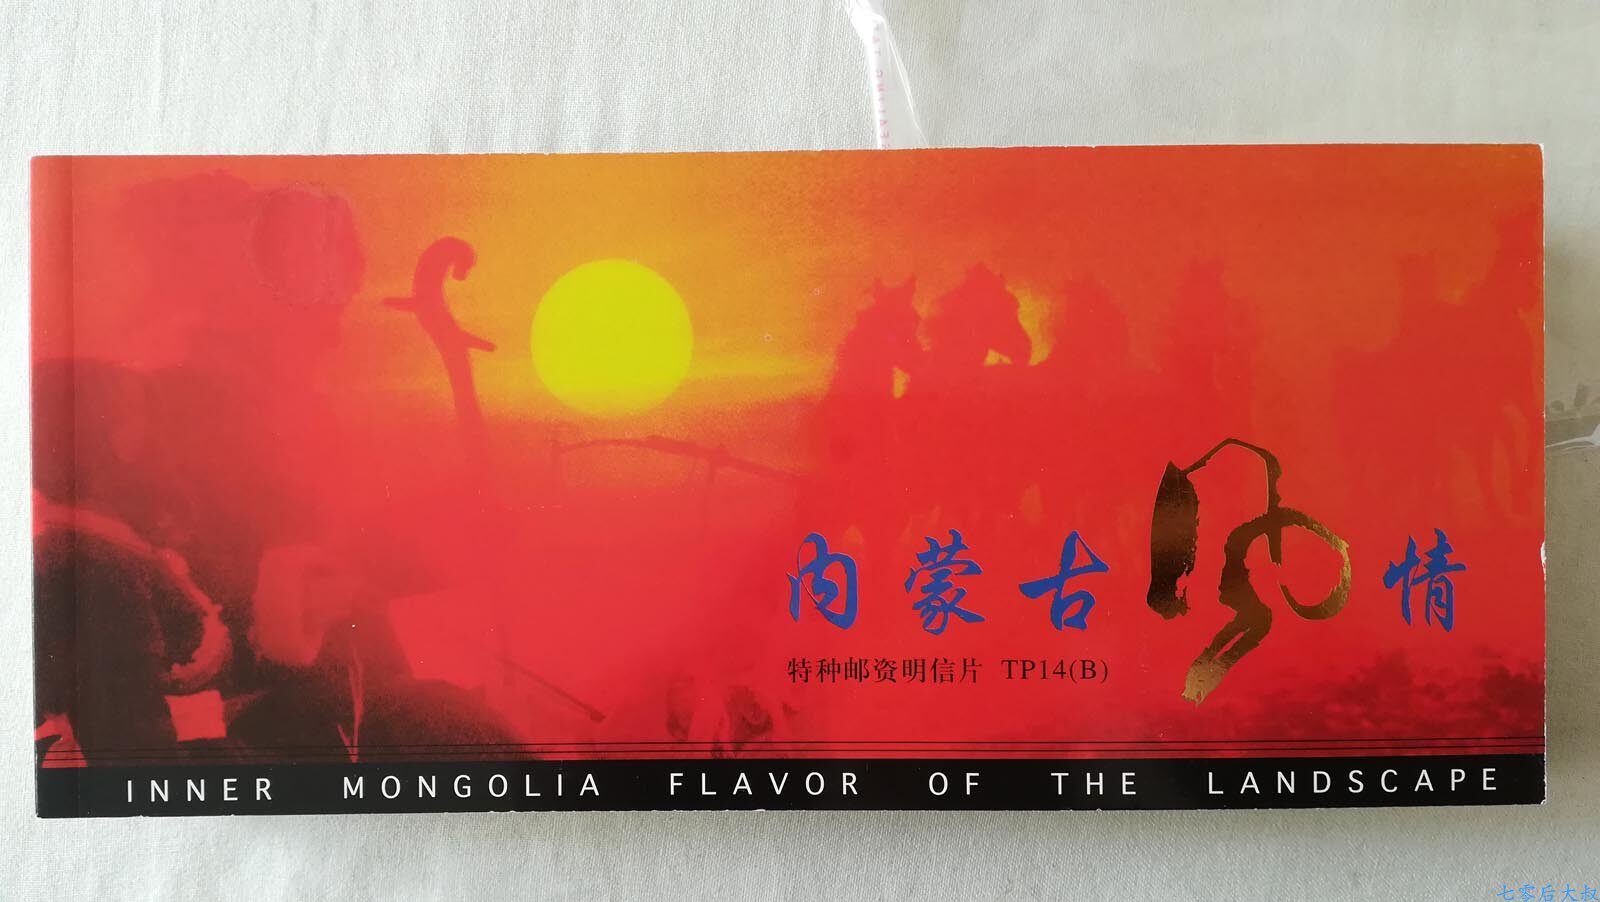 内蒙古风情
特种邮资明信片 TP14(B)
INNER MONGOLIA FLAVOR OF THE LANDSCAPE
七零后大叔